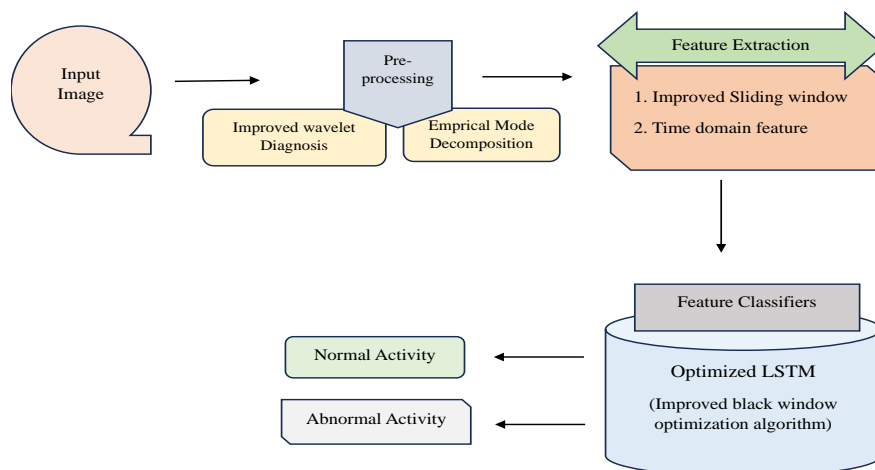 Input
Image
Pre-
processing
Improved wavelet
Diagnosis
Emprical Mode
Decomposition
Feature Extraction
1. Improved Sliding window
2. Time domain feature
Feature Classifiers
Optimized LSTM
(Improved black window
optimization algorithm)
Normal Activity
Abnormal Activity